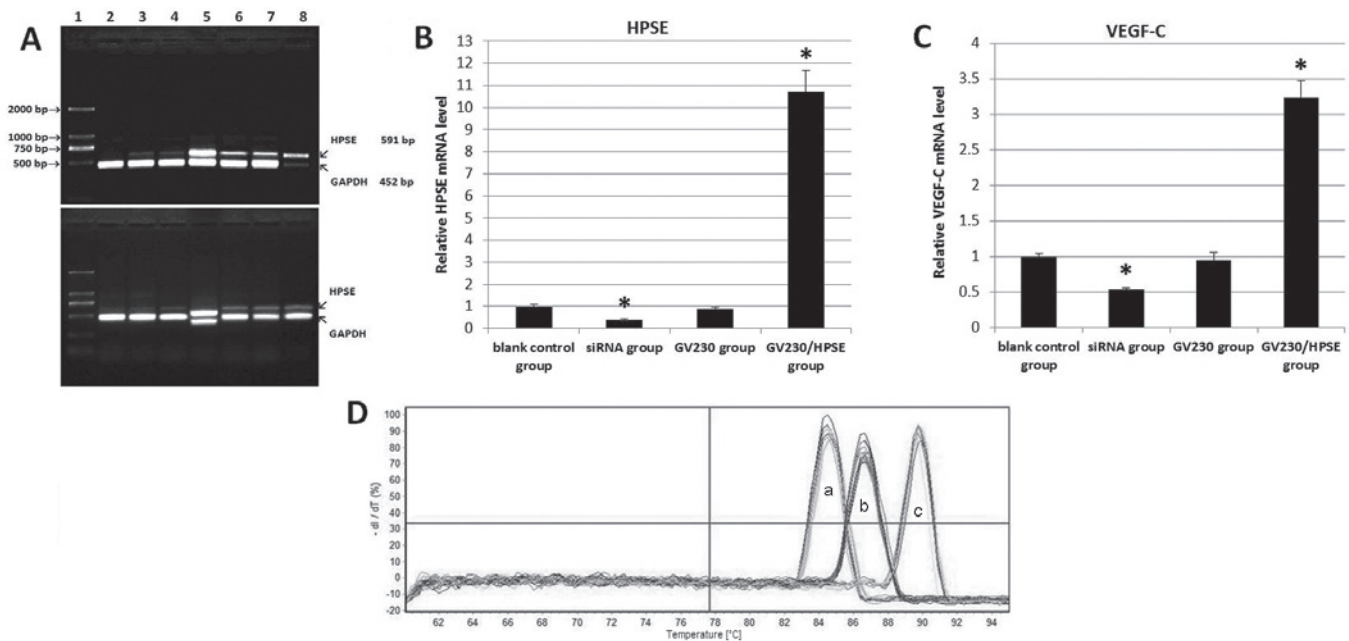 A
1 2 3 4 5 6 7 8
2000 bp→
1000 bp→
750 bp→
500 bp→
HPSE 591 bp
GAPDH 452 bp
HPSE
GAPDH
B
HPSE
Relative HPSE mRNA level
13
12
11
10
9
8
7
6
5
4
3
2
1
0
*
*
blank control group
siRNA group
GV230 group
GV230/HPSE group
C
VEGF-C
Relative VEGF-C mRNA level
4
3.5
3
2.5
2
1.5
1
0.5
0
*
*
blank control group
siRNA group
GV230 group
GV230/HPSE group
D
- dI / dT (%)
100
90
80
70
60
50
40
30
20
10
0
-10
-20
a
b
c
62 64 66 68 70 72 74 76 78 80 82 84 86 88 90 92 94
Temperature [°C]